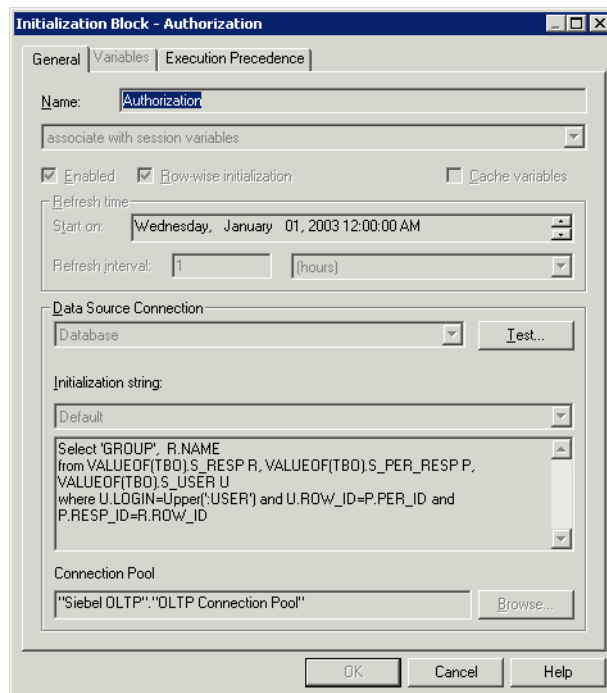 Initialization Block - Authorization
General Variables Execution Precedence
Name: Authorization
associate with session variables
Enabled Row-wise initialization Cache variables
Refresh time
Start on: Wednesday, January 01, 2003 12:00:00 AM
Refresh interval: 1 (hours)
Data Source Connection
Database Test...
Initialization string:
Default
Select 'GROUP', R.NAME
from VALUEOF(TBO).S_RESP R, VALUEOF(TBO).S_PER_RESP P,
VALUEOF(TBO).S_USER U
where U.LOGIN=Upper(':USER') and U.ROW_ID=P.PER_ID and
P.RESP_ID=R.ROW_ID
Connection Pool
"Siebel OLTP"."OLTP Connection Pool" Browse...
OK Cancel Help